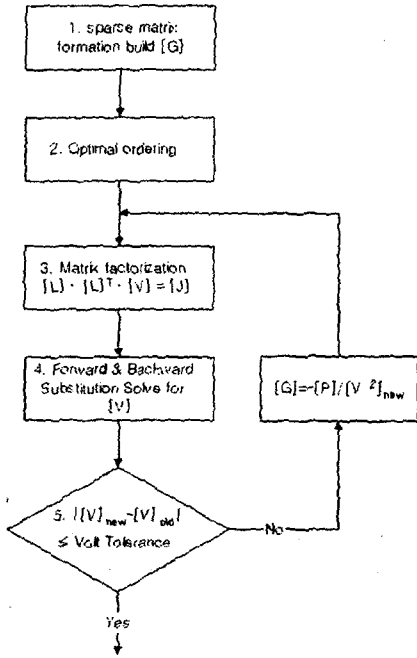 1. sparse matrix
formation build [G]
2. Optimal ordering
3. Matrix factorization
[L] · [L]ᵀ · [V] = [J]
4. Forward & Backward
Substitution Solve for
[V]
[G]=-[P]/[V²]new
5. |[V]new-[V]old|
≤ Volt Tolerance
No
Yes